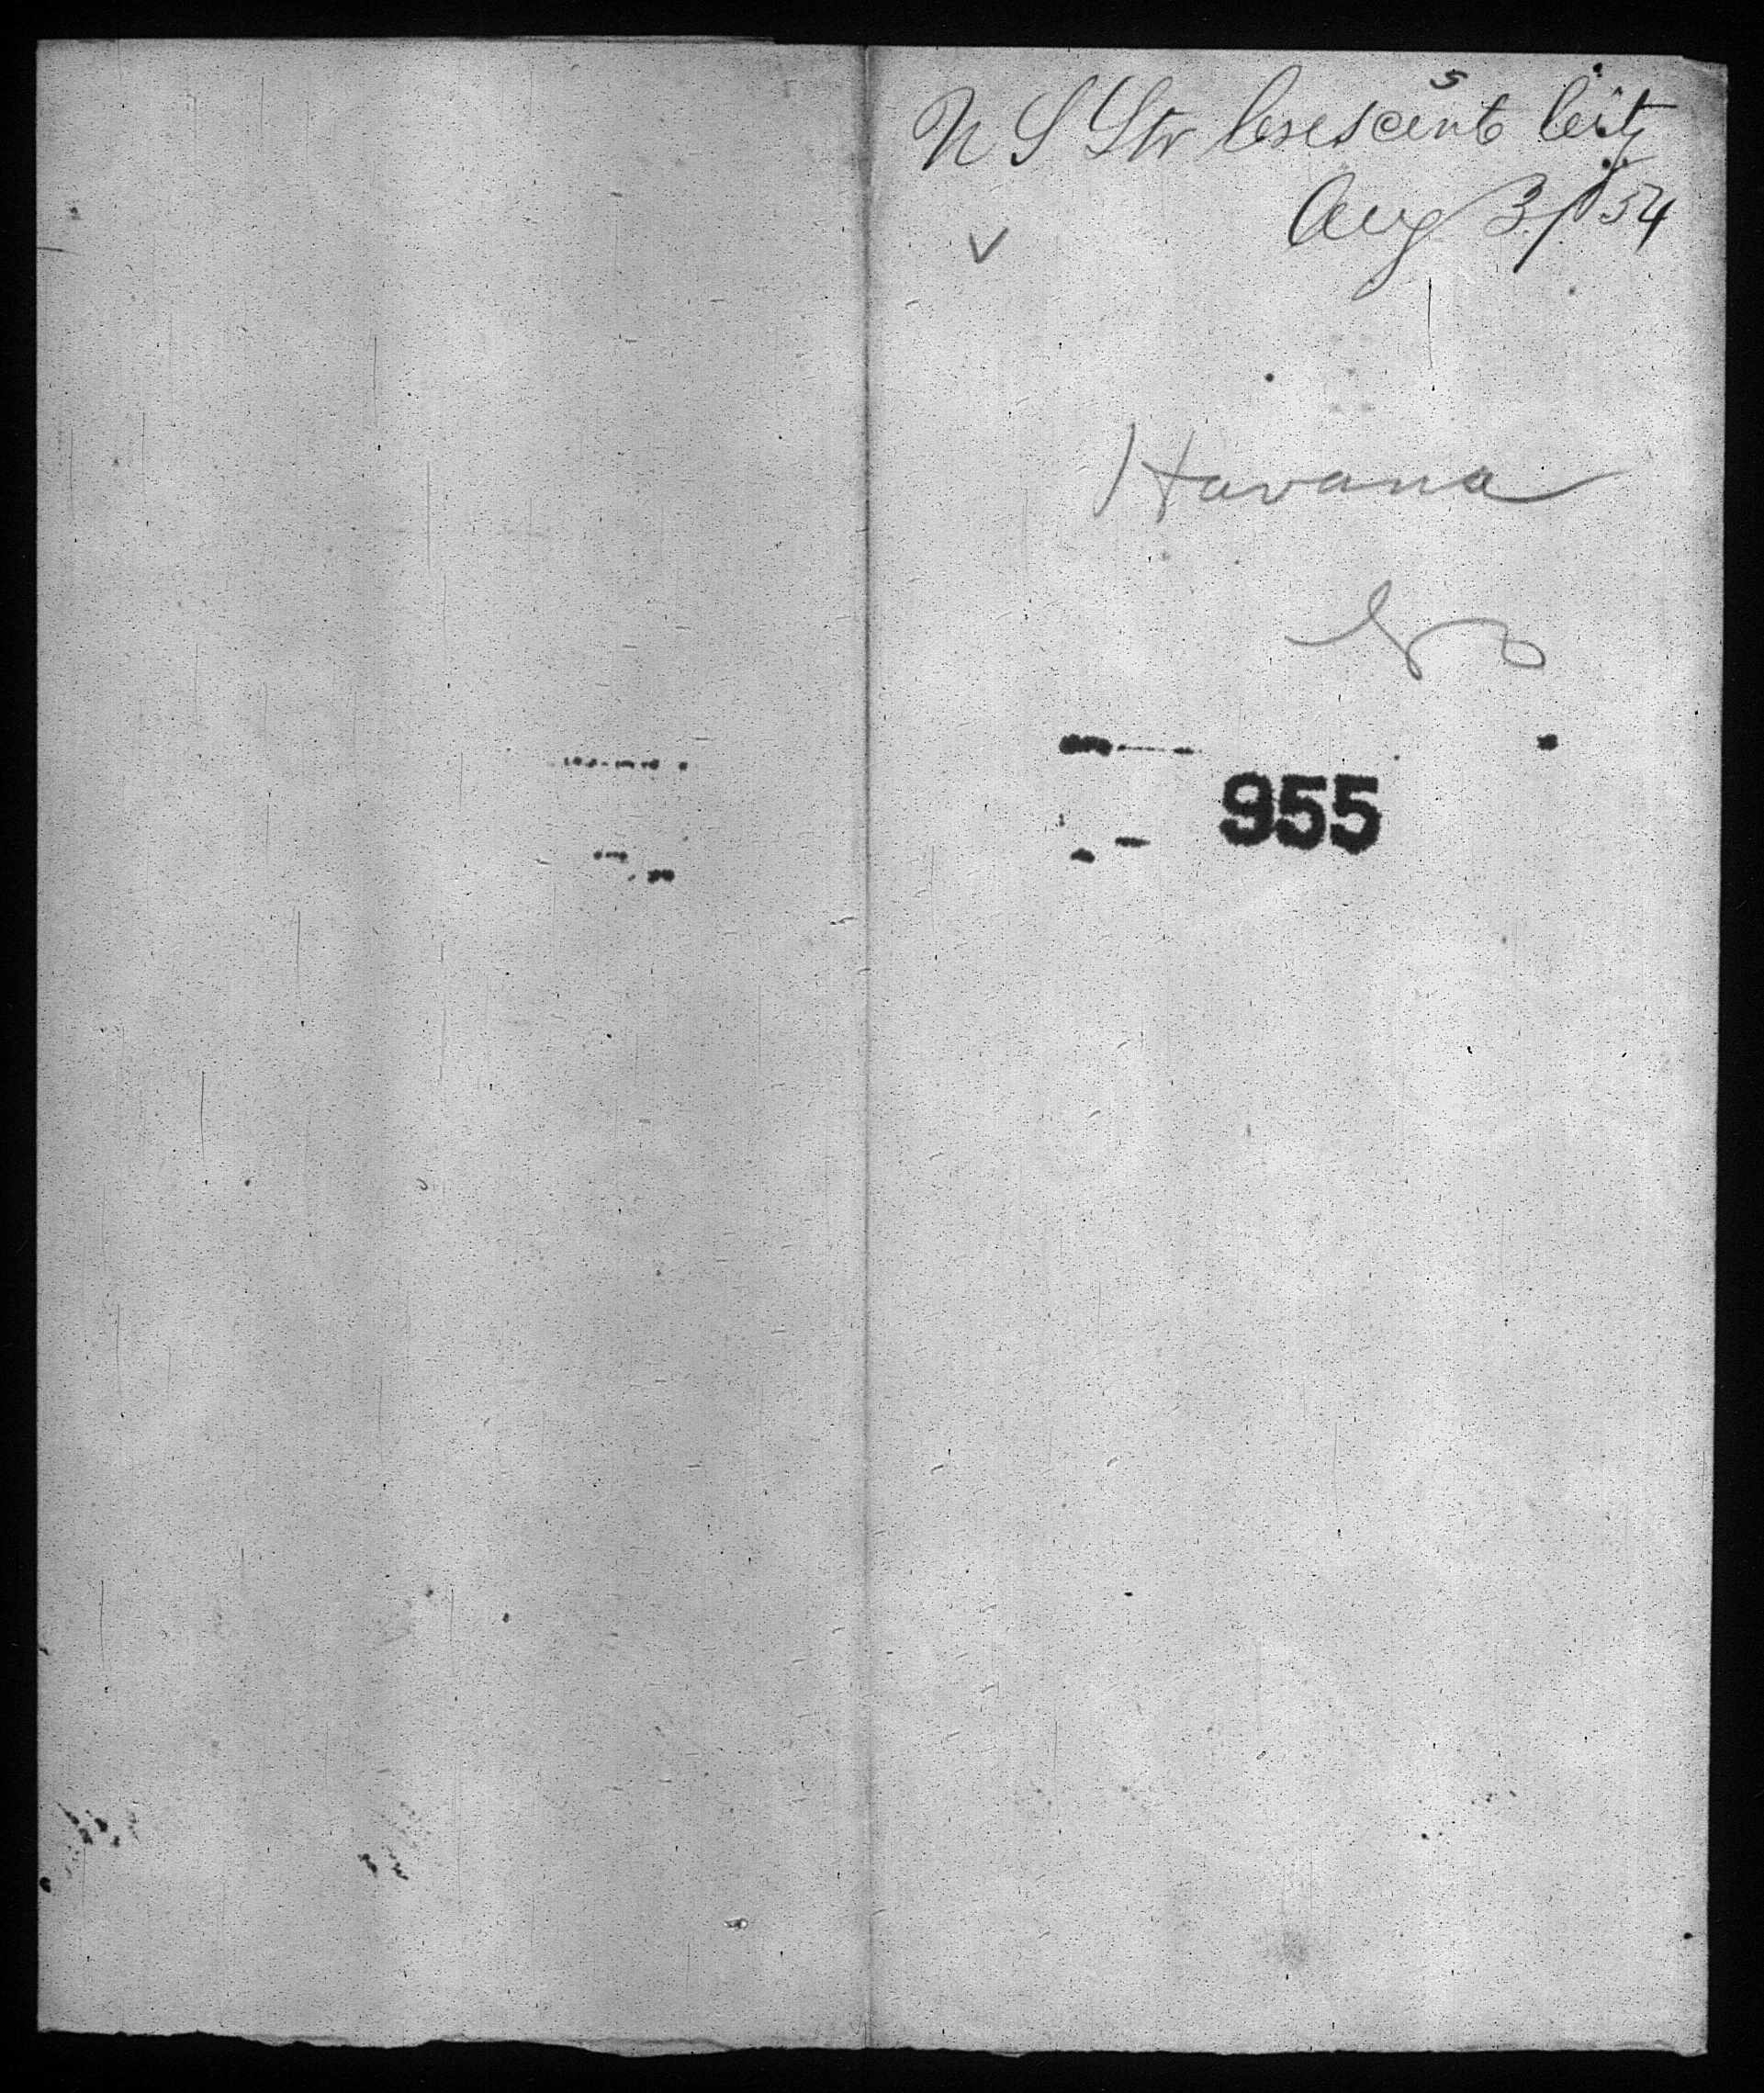 U S Str Crescent City
Aug 3/54
Havana
955